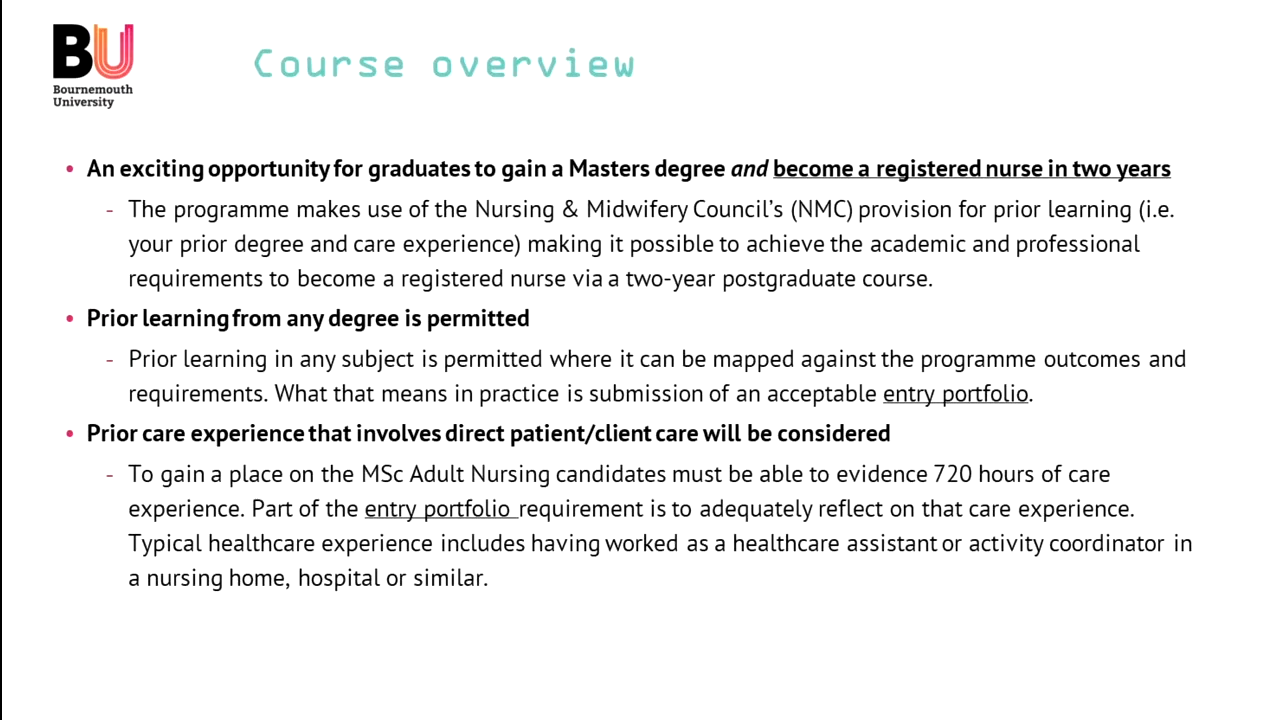 BU
Bournemouth
University
Course overview
• An exciting opportunity for graduates to gain a Masters degree and become a registered nurse in two years
- The programme makes use of the Nursing & Midwifery Council’s (NMC) provision for prior learning (i.e.
your prior degree and care experience) making it possible to achieve the academic and professional
requirements to become a registered nurse via a two-year postgraduate course.
• Prior learning from any degree is permitted
- Prior learning in any subject is permitted where it can be mapped against the programme outcomes and
requirements. What that means in practice is submission of an acceptable entry portfolio.
• Prior care experience that involves direct patient/client care will be considered
- To gain a place on the MSc Adult Nursing candidates must be able to evidence 720 hours of care
experience. Part of the entry portfolio requirement is to adequately reflect on that care experience.
Typical healthcare experience includes having worked as a healthcare assistant or activity coordinator in
a nursing home, hospital or similar.